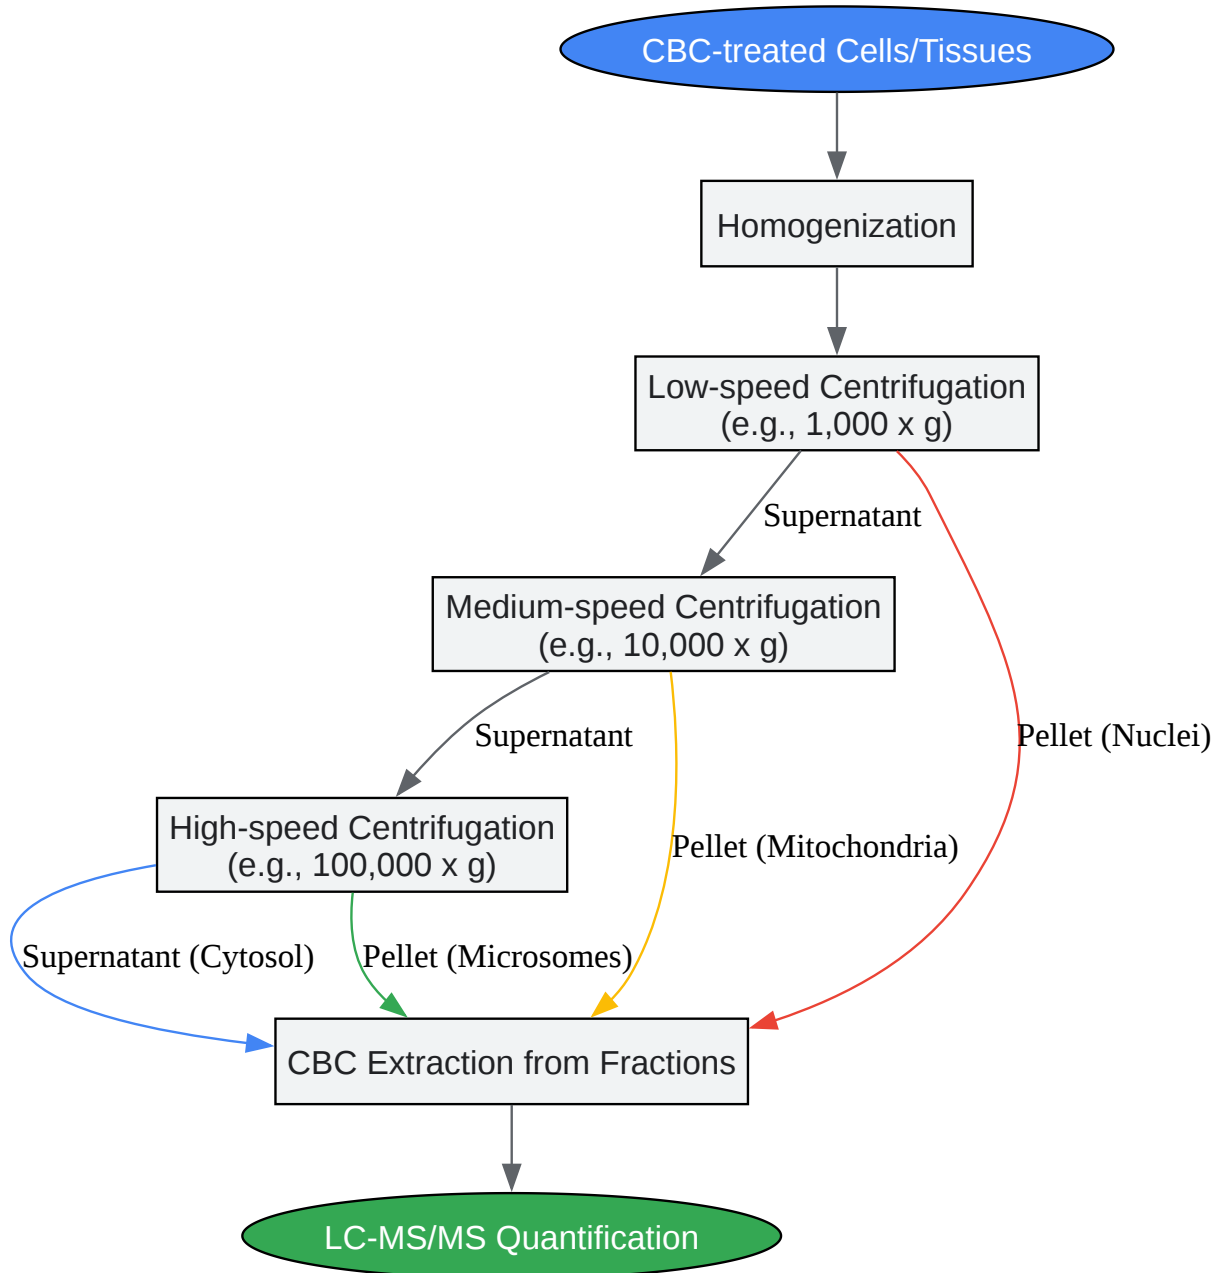 CBC-treated Cells/Tissues
Homogenization
Low-speed Centrifugation
(e.g., 1,000 x g)
Supernatant
Medium-speed Centrifugation
(e.g., 10,000 x g)
Supernatant
Pellet (Nuclei)
High-speed Centrifugation
(e.g., 100,000 x g)
Pellet (Mitochondria)
Supernatant (Cytosol)
Pellet (Microsomes)
CBC Extraction from Fractions
LC-MS/MS Quantification